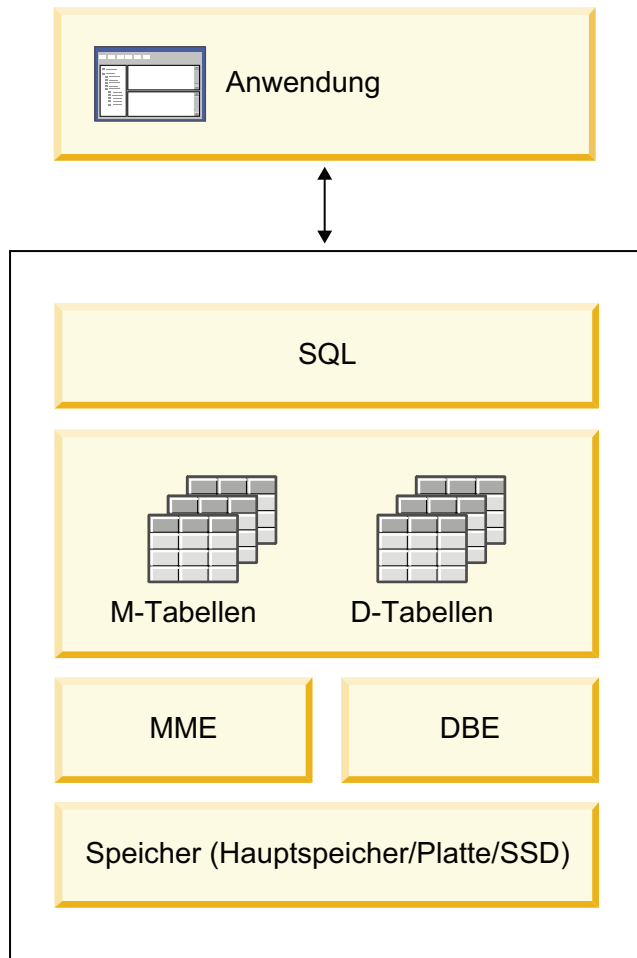 Anwendung
SQL
M-Tabellen
D-Tabellen
MME
DBE
Speicher (Hauptspeicher/Platte/SSD)